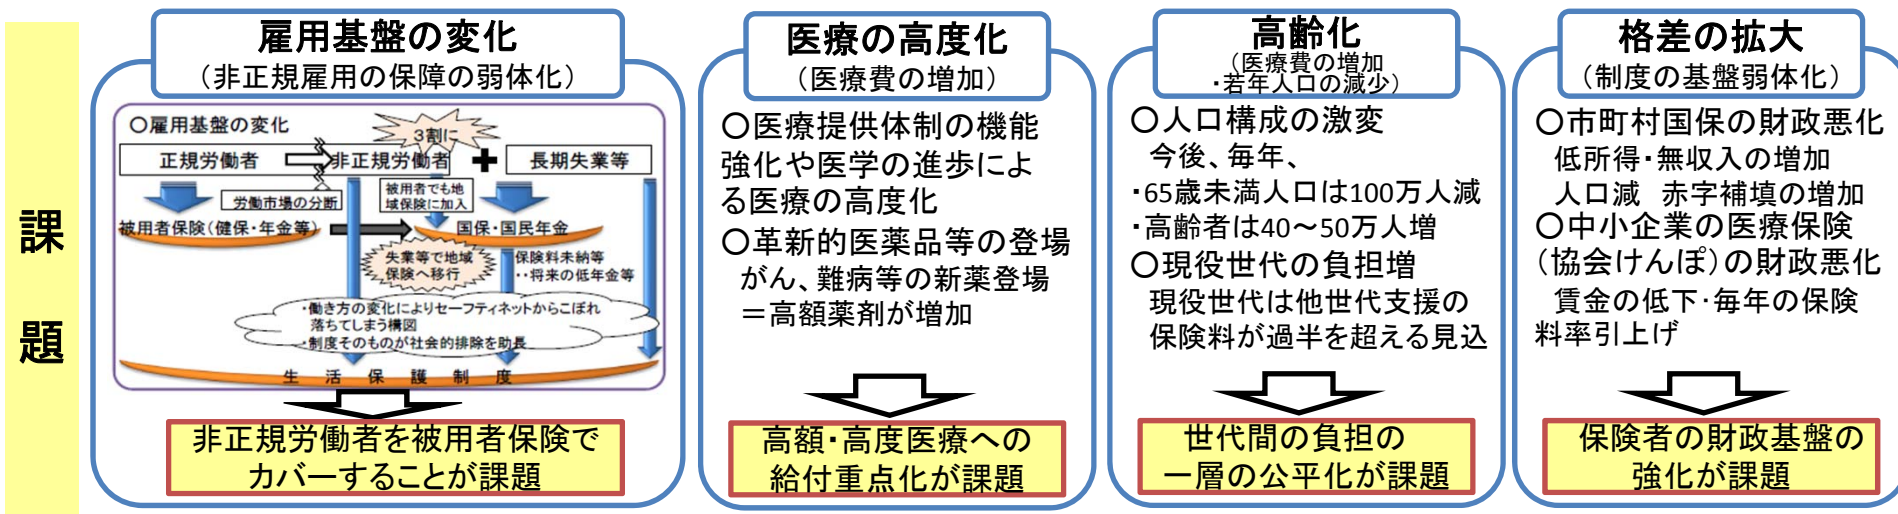 課題
雇用基盤の変化
（非正規雇用の保障の弱体化）
〇雇用基盤の変化
3割に
正規労働者
非正規労働者
長期失業等
労働市場の分断
被用者でも地
域保険に加入
被用者保険（健保・年金等）
国保・国民年金
失業等で地域
保険へ移行
保険料未納等
・・将来の低年金等
・働き方の変化によりセーフティネットからこぼれ
落ちてしまう構図
・制度そのものが社会的排除を助長
生活保護制度
非正規労働者を被用者保険で
カバーすることが課題
医療の高度化
（医療費の増加）
〇医療提供体制の機能
強化や医学の進歩によ
る医療の高度化
〇革新的医薬品等の登場
がん、難病等の新薬登場
＝高額薬剤が増加
高額・高度医療への
給付重点化が課題
高齢化
（医療費の増加
・若年人口の減少）
〇人口構成の激変
今後、毎年、
・65歳未満人口は100万人減
・高齢者は40～50万人増
〇現役世代の負担増
現役世代は他世代支援の
保険料が過半を超える見込
世代間の負担の
一層の公平化が課題
格差の拡大
（制度の基盤弱体化）
〇市町村国保の財政悪化
低所得・無収入の増加
人口減　赤字補填の増加
〇中小企業の医療保険
（協会けんぽ）の財政悪化
賃金の低下・毎年の保険
料率引上げ
保険者の財政基盤の
強化が課題